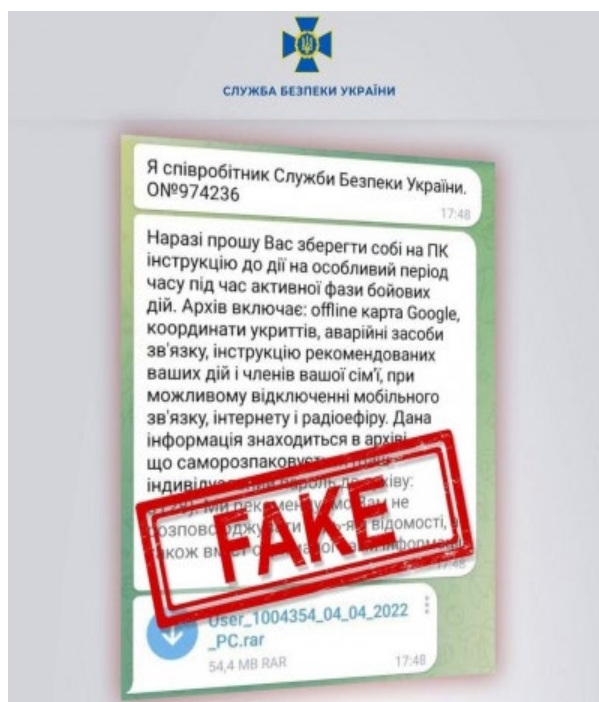 СЛУЖБА БЕЗПЕКИ УКРАЇНИ
Я співробітник Служби Безпеки України.
О№974236
17:48
Наразі прошу Вас зберегти собі на ПК
інструкцію до дії на особливий період
часу під час активної фази бойових
дій. Архів включає: offline карта Google,
координати укриттів, аварійні засоби
зв'язку, інструкцію рекомендованих
ваших дій і членів вашої сім'ї, при
можливому відключенні мобільного
зв'язку, інтернету і радіоефіру. Дана
інформація знаходиться в архіві
що
не
відомості,
17:48
FAKE
User_1004354_04_04_2022
_PC.rar
54,4 MB RAR
17:48